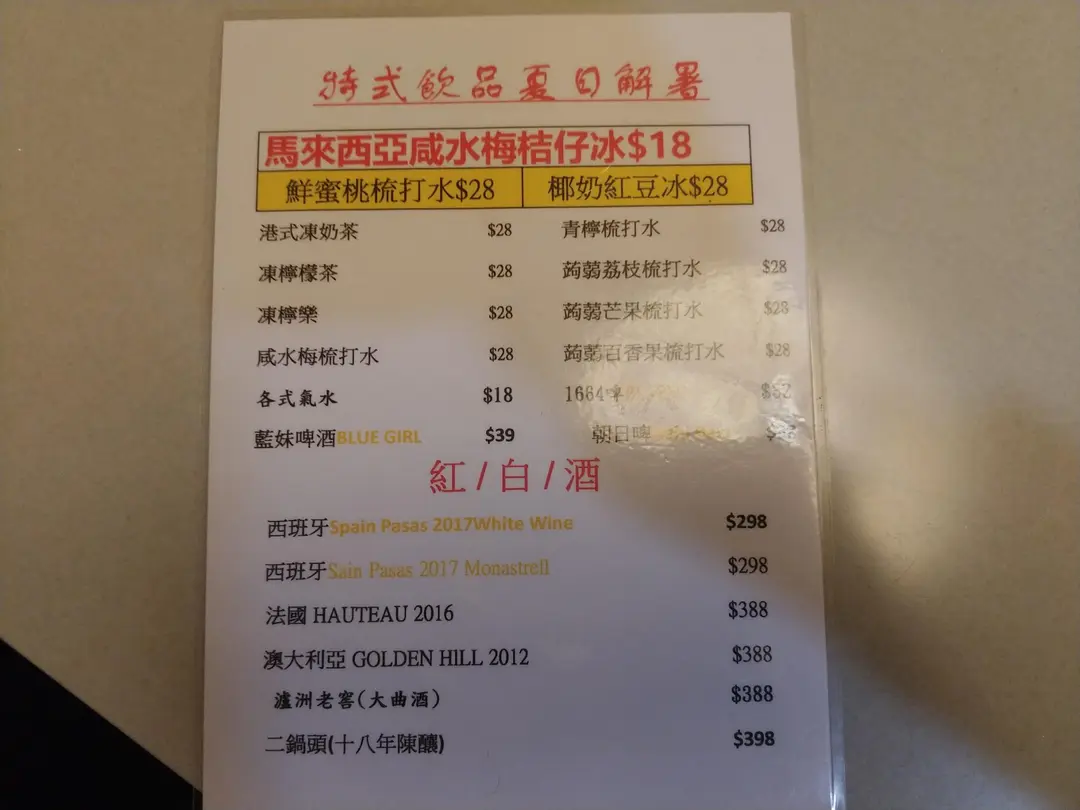 特式飲品夏日解署
馬來西亞咸水梅桔仔冰$18
鮮蜜桃梳打水$28 椰奶紅豆冰$28
港式凍奶茶 $28 青檸梳打水 $28
凍檸檬茶 $28 蒟蒻荔枝梳打水 $28
凍檸樂 $28 蒟蒻芒果梳打水 $28
咸水梅梳打水 $28 蒟蒻百香果梳打水 $28
各式氣水 $18 1664啤
藍妹啤酒BLUE GIRL $39 朝日啤
紅/白/酒
西班牙Spain Pasas 2017White Wine $298
西班牙Sain Pasas 2017 Monastrell $298
法國 HAUTEAU 2016 $388
澳大利亞 GOLDEN HILL 2012 $388
瀘洲老窖(大曲酒) $388
二鍋頭(十八年陳釀) $398